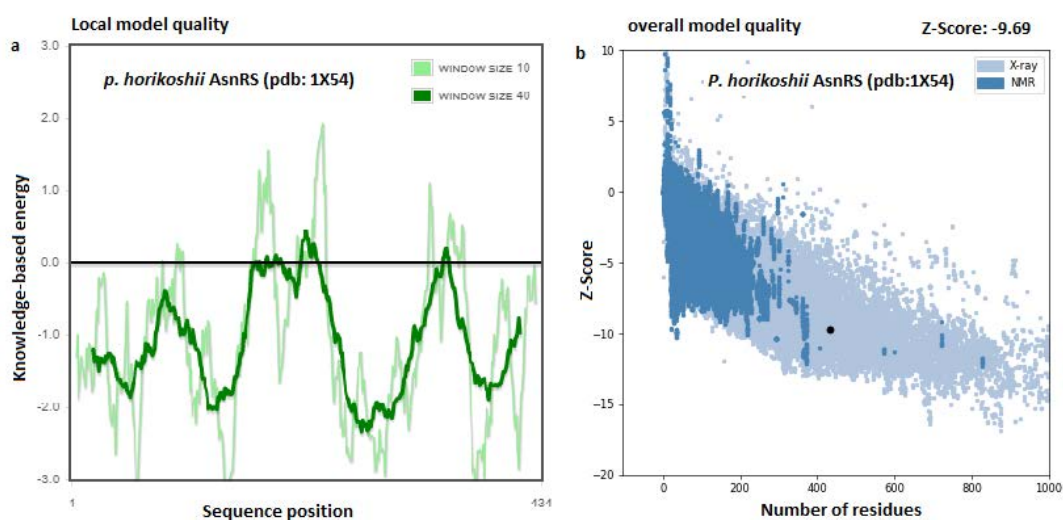 Local model quality
a
3.0
2.0
1.0
0.0
-1.0
-2.0
-3.0
Knowledge-based energy
p. horikoshii AsnRS (pdb: 1X54)
WINDOW SIZE 10
WINDOW SIZE 40
1
434
Sequence position
overall model quality
Z-Score: -9.69
b
10
5
0
-5
-10
-15
-20
Z-Score
P. horikoshii AsnRS (pdb:1X54)
X-ray
NMR
0 200 400 600 800 1000
Number of residues